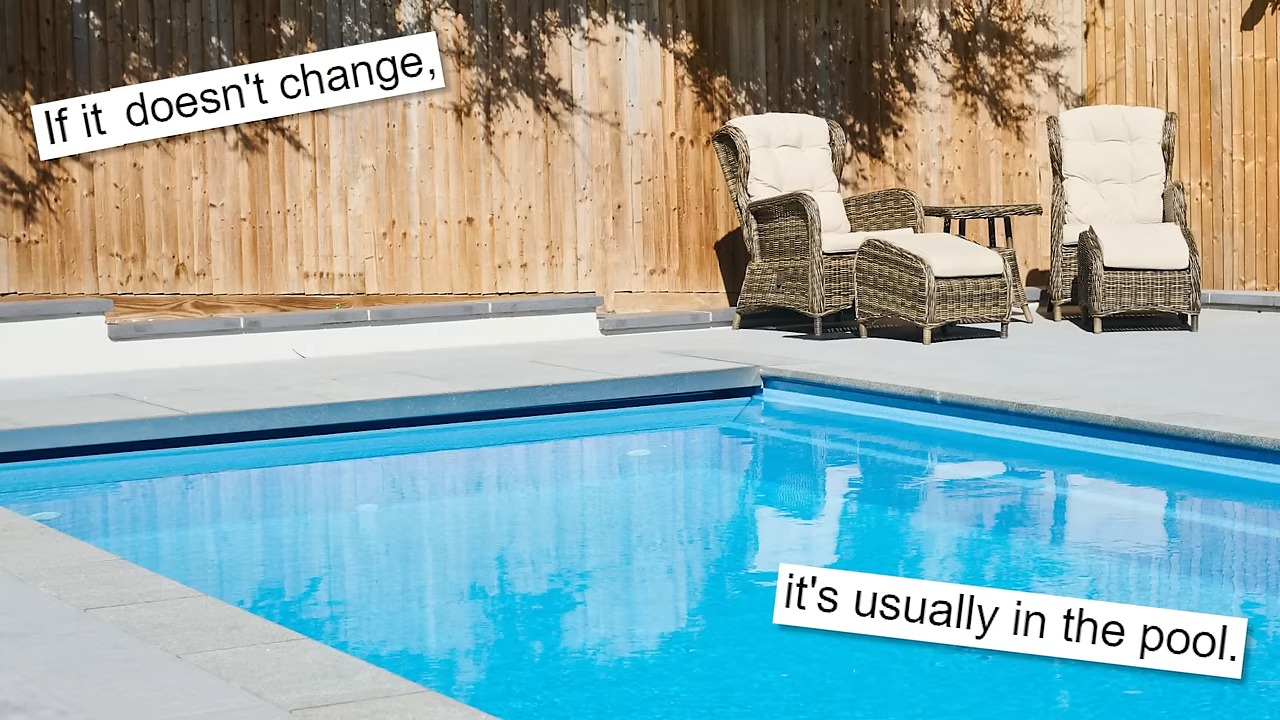 If it doesn't change,
it's usually in the pool.